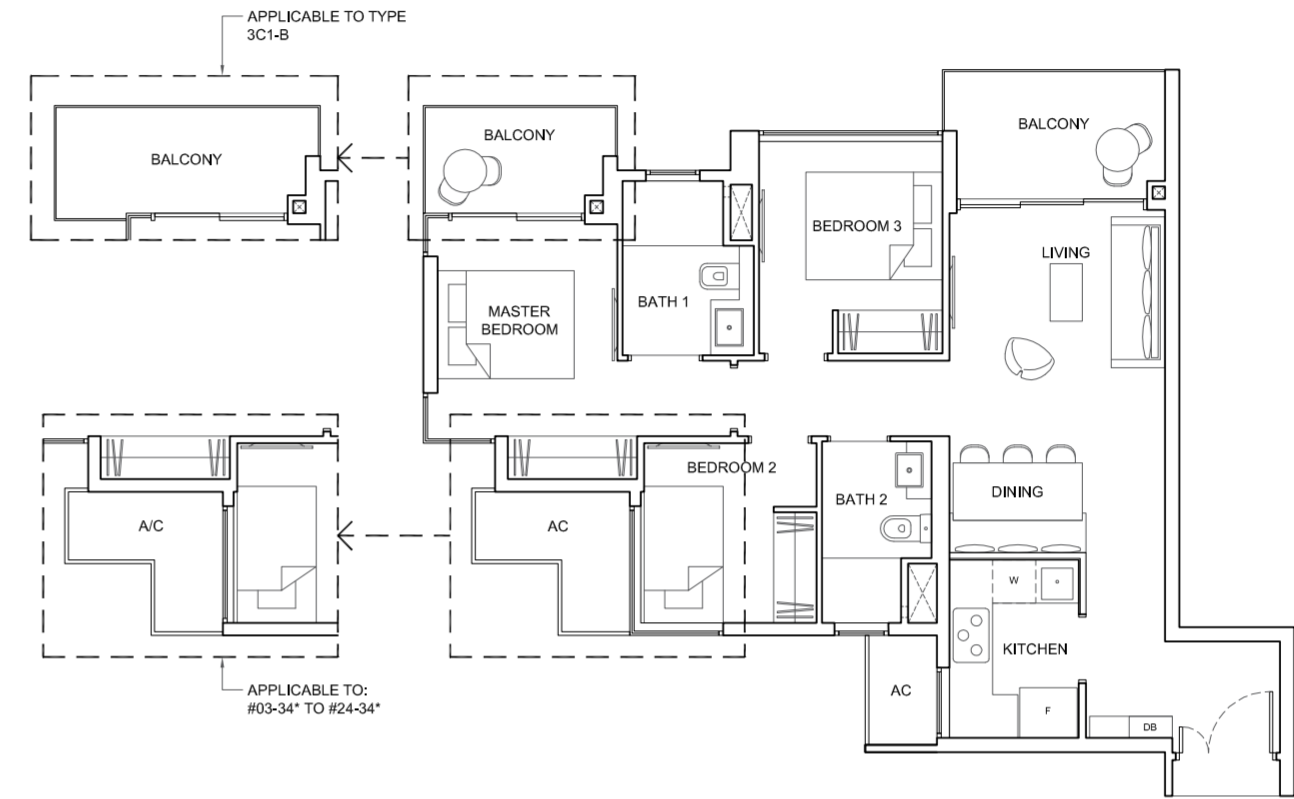 APPLICABLE TO TYPE
3C1-B
BALCONY
BALCONY
BALCONY
BEDROOM 3
LIVING
BATH 1
MASTER
BEDROOM
BEDROOM 2
BATH 2
DINING
A/C
AC
W
KITCHEN
AC
F
DB
APPLICABLE TO:
#03-34* TO #24-34*